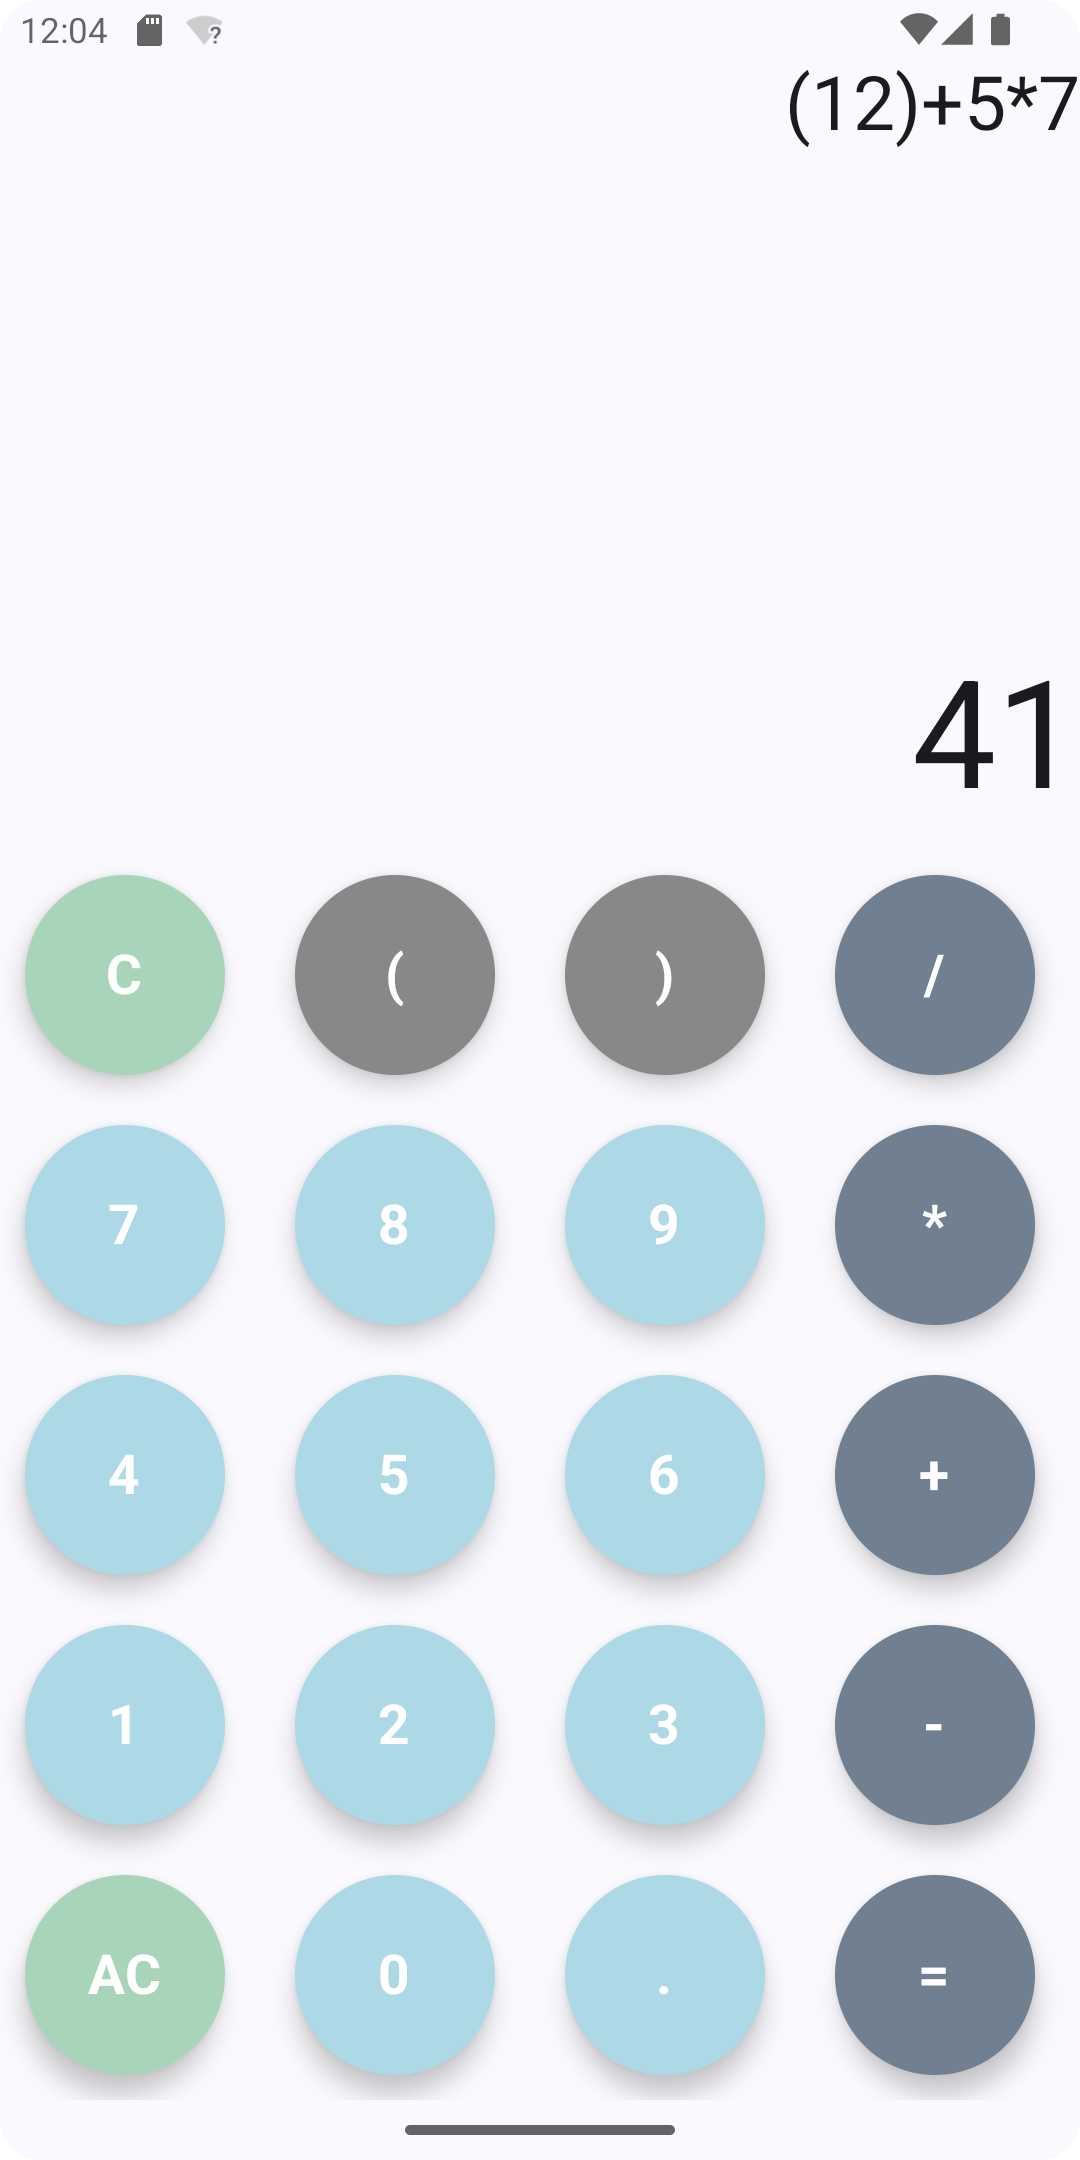 12:04
(12)+5*7
41
C ( ) /
7 8 9 *
4 5 6 +
1 2 3 -
AC 0 . =